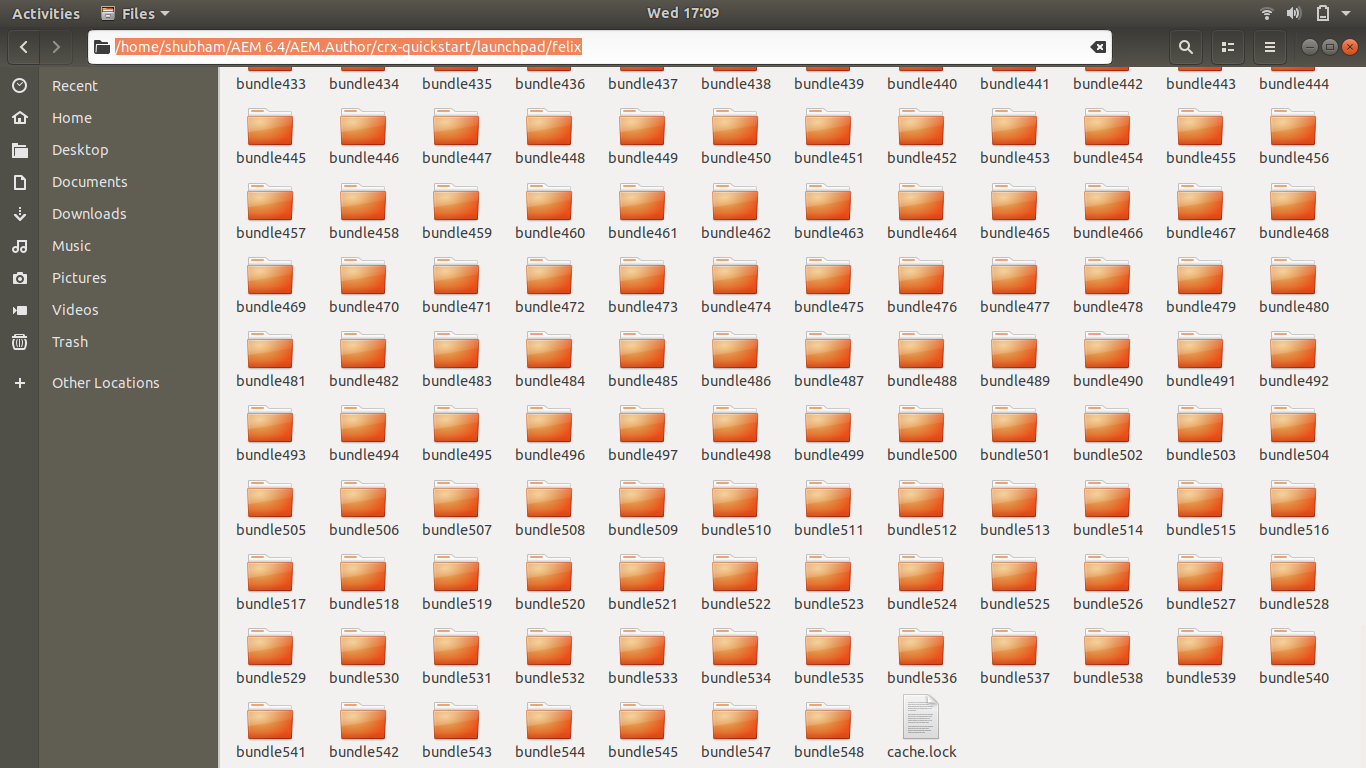 Activities Files Wed 17:09
/home/shubham/AEM 6.4/AEM.Author/crx-quickstart/launchpad/felix
Recent
Home
Desktop
Documents
Downloads
Music
Pictures
Videos
Trash
Other Locations
bundle433 bundle434 bundle435 bundle436 bundle437 bundle438 bundle439 bundle440 bundle441 bundle442 bundle443 bundle444
bundle445 bundle446 bundle447 bundle448 bundle449 bundle450 bundle451 bundle452 bundle453 bundle454 bundle455 bundle456
bundle457 bundle458 bundle459 bundle460 bundle461 bundle462 bundle463 bundle464 bundle465 bundle466 bundle467 bundle468
bundle469 bundle470 bundle471 bundle472 bundle473 bundle474 bundle475 bundle476 bundle477 bundle478 bundle479 bundle480
bundle481 bundle482 bundle483 bundle484 bundle485 bundle486 bundle487 bundle488 bundle489 bundle490 bundle491 bundle492
bundle493 bundle494 bundle495 bundle496 bundle497 bundle498 bundle499 bundle500 bundle501 bundle502 bundle503 bundle504
bundle505 bundle506 bundle507 bundle508 bundle509 bundle510 bundle511 bundle512 bundle513 bundle514 bundle515 bundle516
bundle517 bundle518 bundle519 bundle520 bundle521 bundle522 bundle523 bundle524 bundle525 bundle526 bundle527 bundle528
bundle529 bundle530 bundle531 bundle532 bundle533 bundle534 bundle535 bundle536 bundle537 bundle538 bundle539 bundle540
bundle541 bundle542 bundle543 bundle544 bundle545 bundle547 bundle548 cache.lock